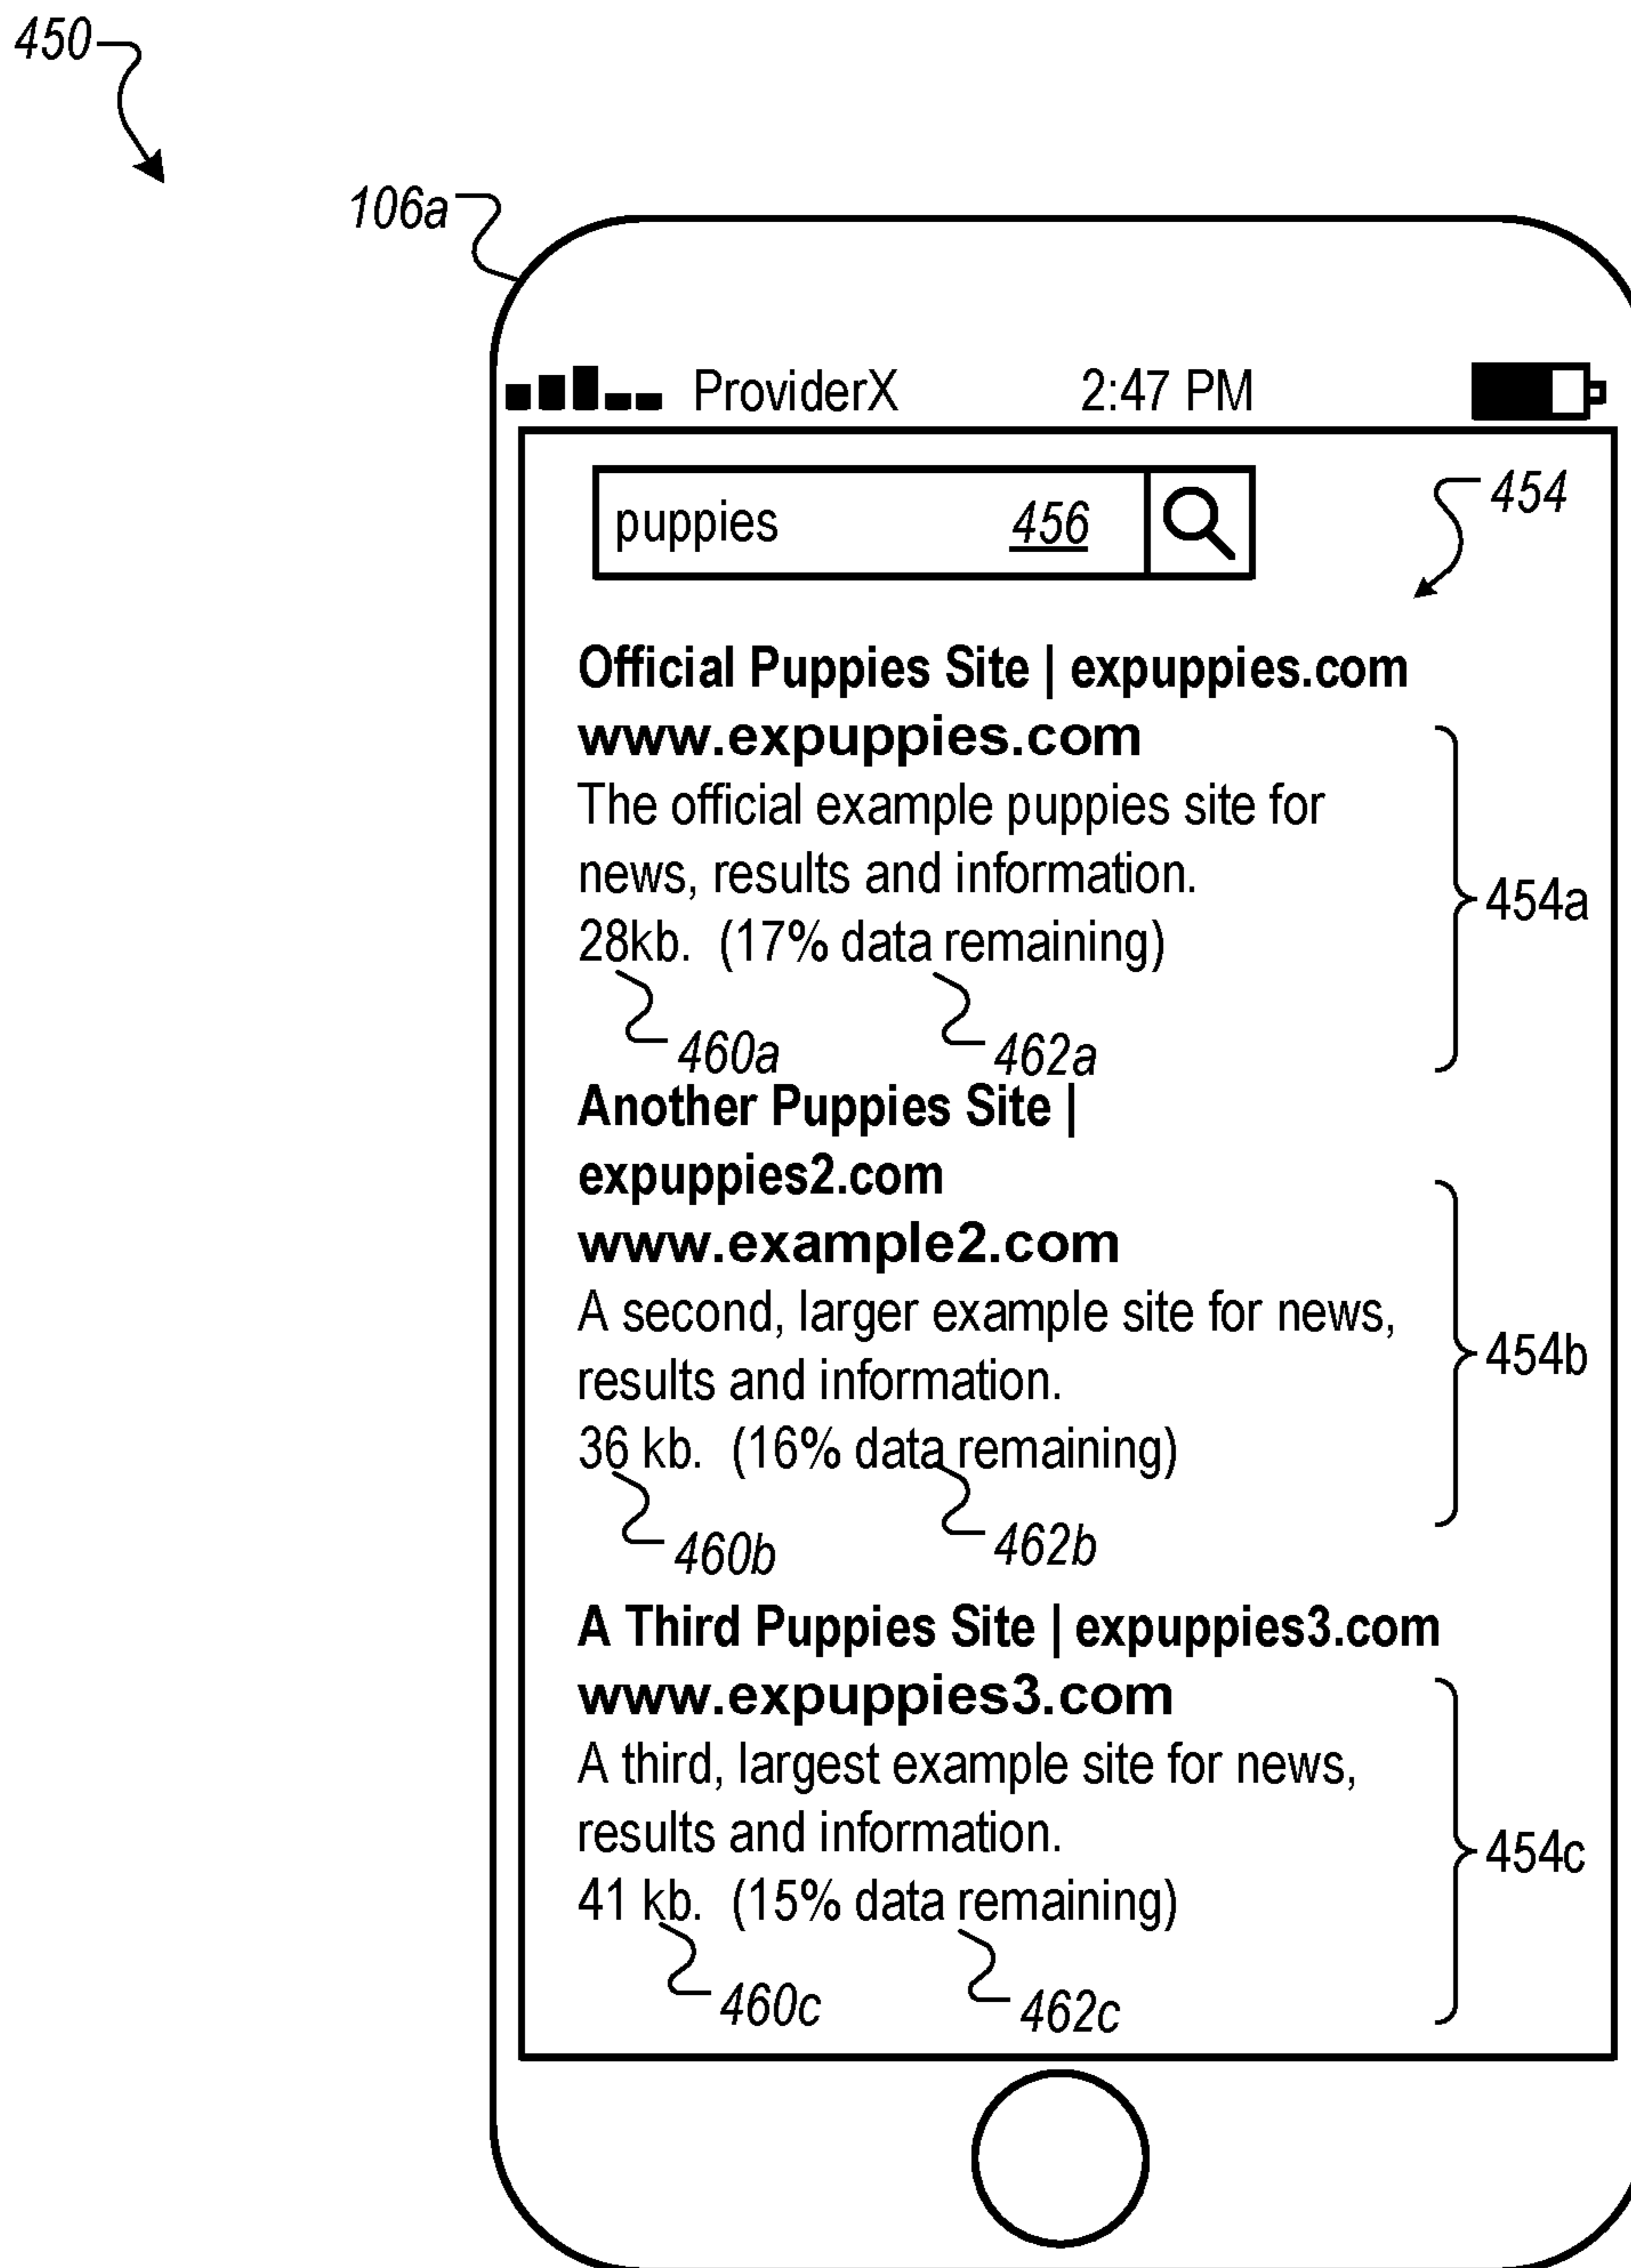 450
106a
ProviderX 2:47 PM
puppies 456
454
Official Puppies Site | expuppies.com
www.expuppies.com
The official example puppies site for
news, results and information.
454a
28kb. (17% data remaining)
460a 462a
Another Puppies Site |
expuppies2.com
www.example2.com
A second, larger example site for news,
454b
results and information.
36 kb. (16% data remaining)
460b 462b
A Third Puppies Site | expuppies3.com
www.expuppies3.com
A third, largest example site for news,
results and information.
454c
41 kb. (15% data remaining)
460c 462c